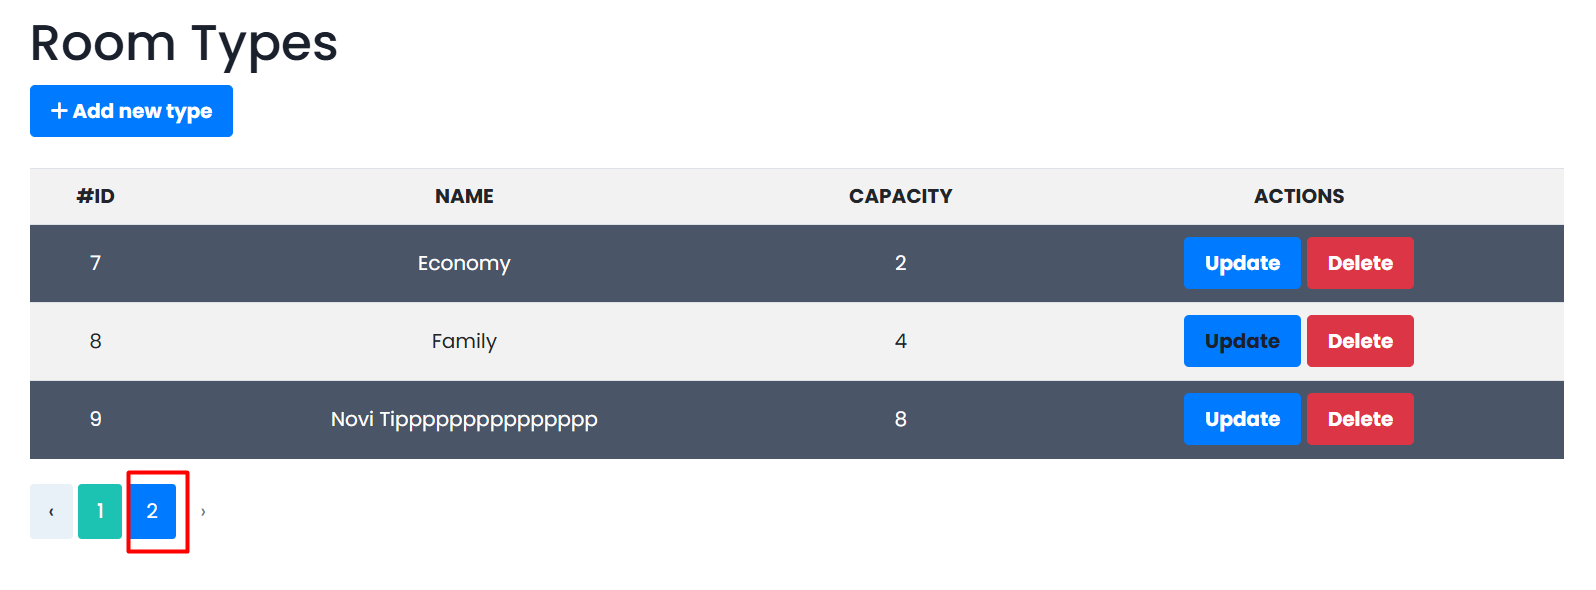 Room Types
+ Add new type
#ID NAME CAPACITY ACTIONS
7 Economy 2 Update Delete
8 Family 4 Update Delete
9 Novi Tipppppppppppppp 8 Update Delete
‹ 1 2 ›